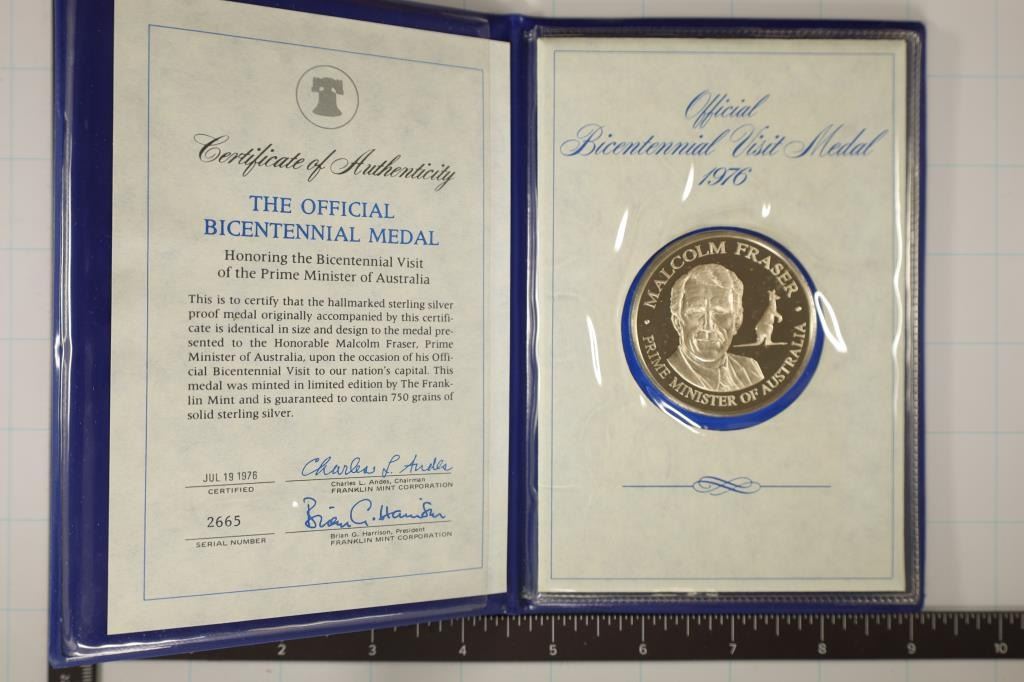 Certificate of Authenticity
THE OFFICIAL
BICENTENNIAL MEDAL
Honoring the Bicentennial Visit
of the Prime Minister of Australia
This is to certify that the hallmarked sterling silver
proof medal originally accompanied by this certifi-
cate is identical in size and design to the medal pre-
sented to the Honorable Malcolm Fraser, Prime
Minister of Australia, upon the occasion of his Offi-
cial Bicentennial Visit to our nation's capital. This
medal was minted in limited edition by The Frank-
lin Mint and is guaranteed to contain 750 grains of
solid sterling silver.
JUL 19 1976
CERTIFIED
Charles L. Andes
Charles L. Andes, Chairman
FRANKLIN MINT CORPORATION
2665
SERIAL NUMBER
Brian G. Harrison
Brian G. Harrison, President
FRANKLIN MINT CORPORATION
Official
Bicentennial Visit Medal
1976
MALCOLM FRASER
PRIME MINISTER OF AUSTRALIA
2 3 4 5 6 7 8 9 10